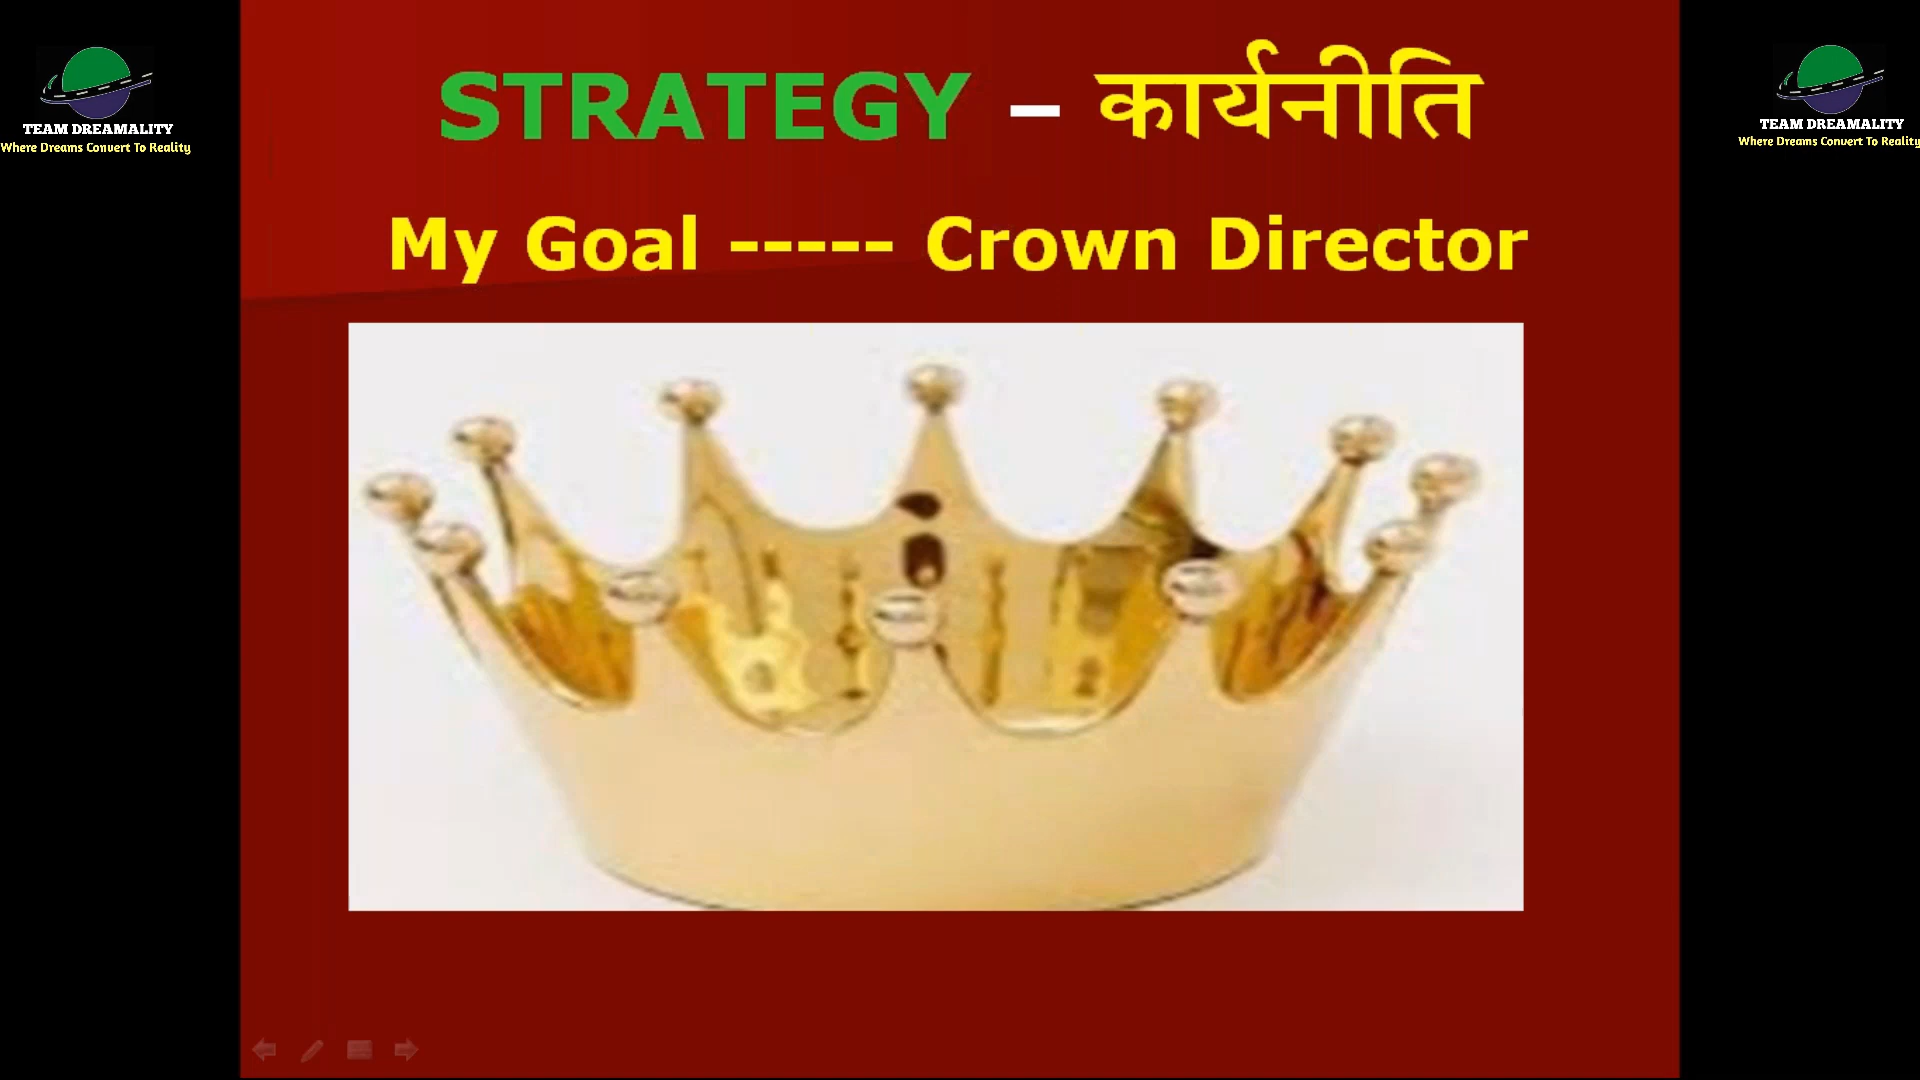 STRATEGY – कार्यनीति
My Goal ----- Crown Director
TEAM DREAMALITY
Where Dreams Convert To Reality
TEAM DREAMALITY
Where Dreams Convert To Reality